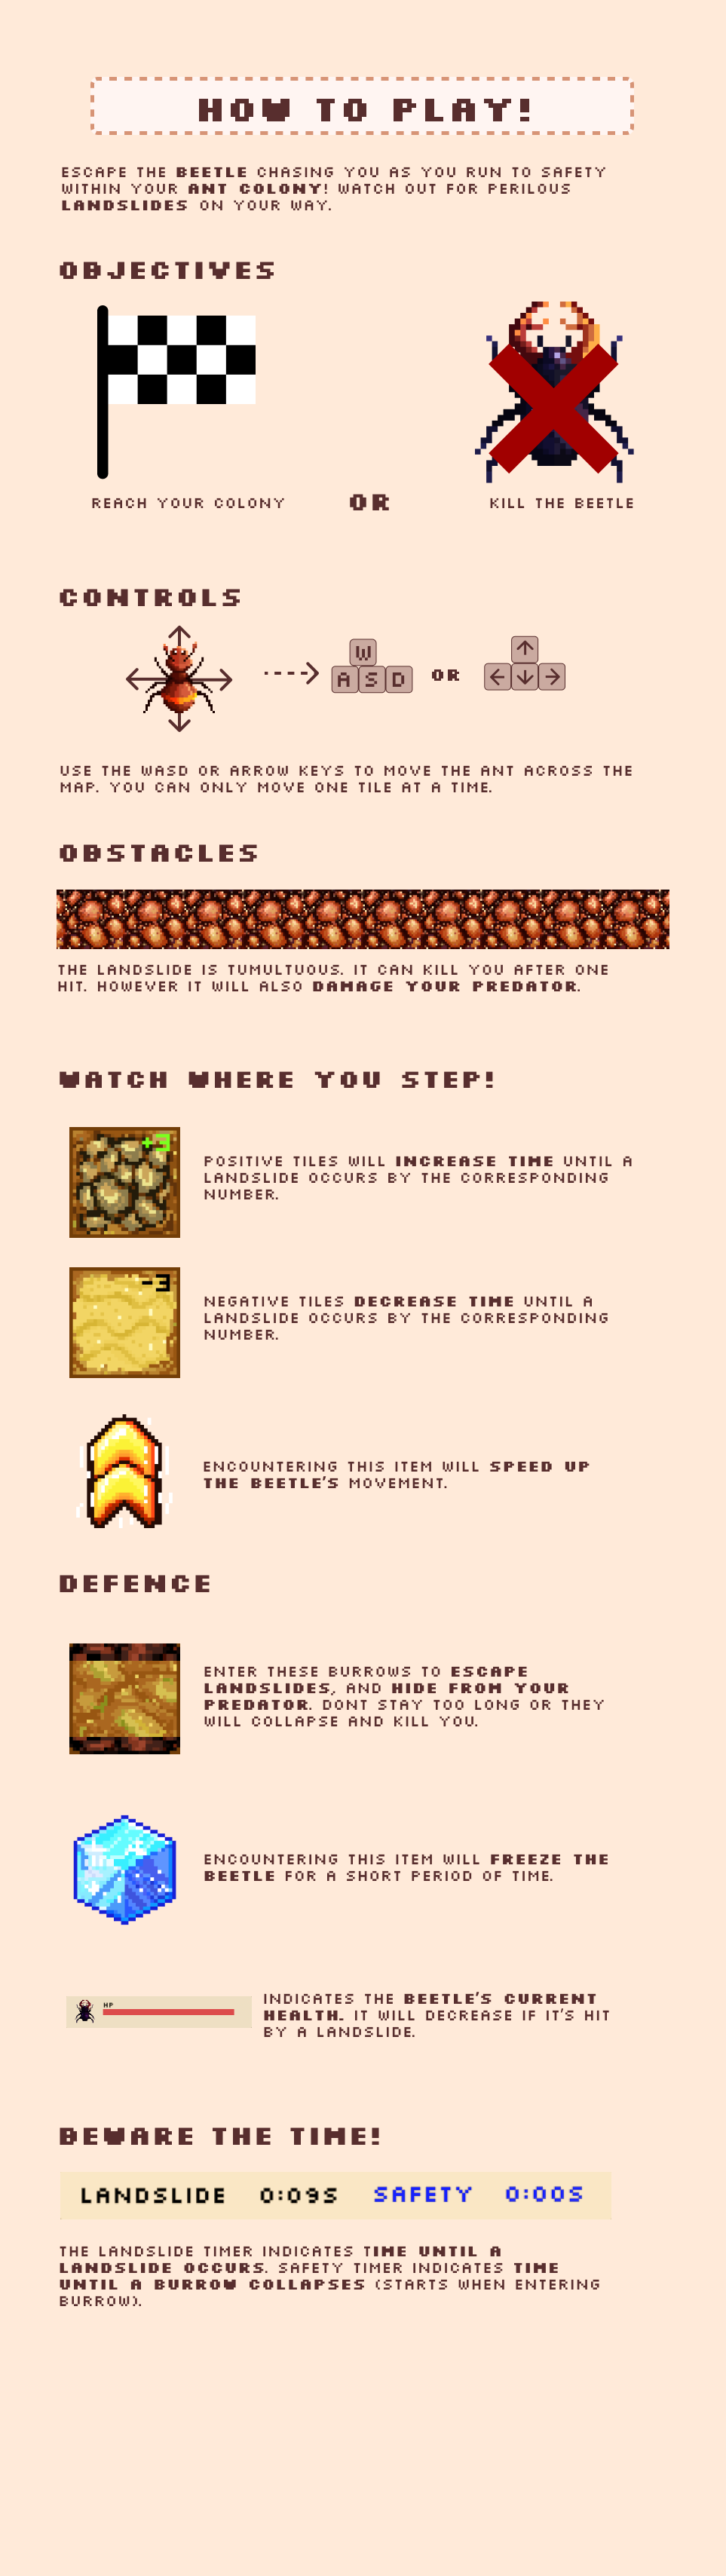 HOW TO PLAY!
ESCAPE THE BEETLE CHASING YOU AS YOU RUN TO SAFETY
WITHIN YOUR ANT COLONY! WATCH OUT FOR PERILOUS
LANDSLIDES ON YOUR WAY.
OBJECTIVES
REACH YOUR COLONY
OR
KILL THE BEETLE
CONTROLS
W
A S D
OR
USE THE WASD OR ARROW KEYS TO MOVE THE ANT ACROSS THE
MAP. YOU CAN ONLY MOVE ONE TILE AT A TIME.
OBSTACLES
THE LANDSLIDE IS TUMULTUOUS. IT CAN KILL YOU AFTER ONE
HIT. HOWEVER IT WILL ALSO DAMAGE YOUR PREDATOR.
WATCH WHERE YOU STEP!
+3
POSITIVE TILES WILL INCREASE TIME UNTIL A
LANDSLIDE OCCURS BY THE CORRESPONDING
NUMBER.
-3
NEGATIVE TILES DECREASE TIME UNTIL A
LANDSLIDE OCCURS BY THE CORRESPONDING
NUMBER.
ENCOUNTERING THIS ITEM WILL SPEED UP
THE BEETLE'S MOVEMENT.
DEFENCE
ENTER THESE BURROWS TO ESCAPE
LANDSLIDES, AND HIDE FROM YOUR
PREDATOR. DONT STAY TOO LONG OR THEY
WILL COLLAPSE AND KILL YOU.
ENCOUNTERING THIS ITEM WILL FREEZE THE
BEETLE FOR A SHORT PERIOD OF TIME.
HP
INDICATES THE BEETLE'S CURRENT
HEALTH. IT WILL DECREASE IF IT'S HIT
BY A LANDSLIDE.
BEWARE THE TIME!
LANDSLIDE 0:09S SAFETY 0:00S
THE LANDSLIDE TIMER INDICATES TIME UNTIL A
LANDSLIDE OCCURS. SAFETY TIMER INDICATES TIME
UNTIL A BURROW COLLAPSES (STARTS WHEN ENTERING
BURROW).